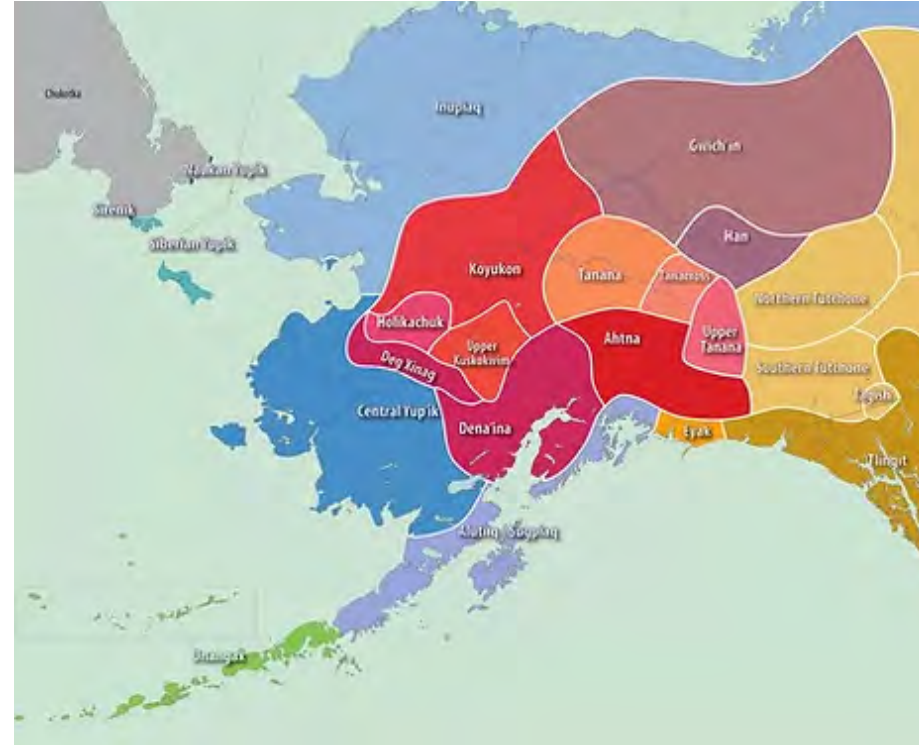 Chukotka
Inupiaq
Gwich'in
Naukan Yupik
Sirenik
Siberian Yupik
Han
Koyukon
Tanana
Tanacross
Northern Tutchone
Holikachuk
Upper
Kuskokwim
Ahtna
Upper
Tanana
Deg Xinag
Southern Tutchone
Tagish
Central Yup'ik
Dena'ina
Eyak
Tlingit
Alutiiq / Sugpiaq
Unangax